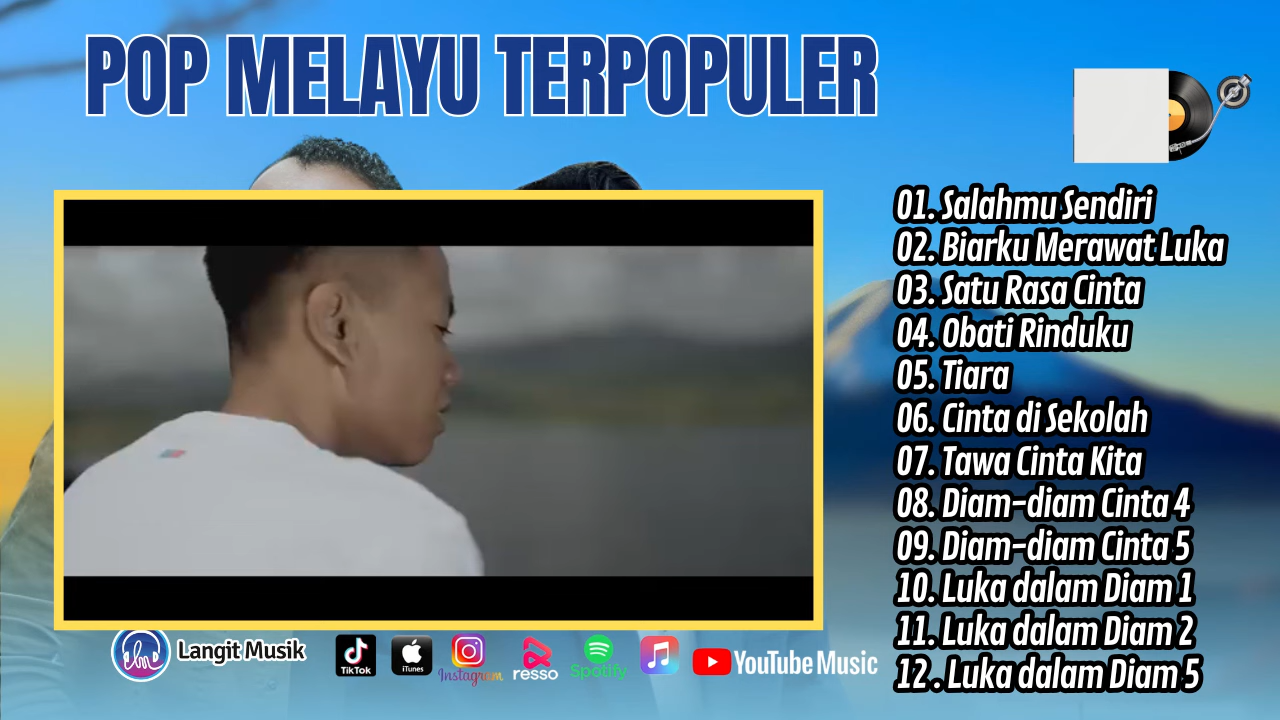 POP MELAYU TERPOPULER
01. Salahmu Sendiri
02. Biarku Merawat Luka
03. Satu Rasa Cinta
04. Obati Rinduku
05. Tiara
06. Cinta di Sekolah
07. Tawa Cinta Kita
08. Diam-diam Cinta 4
09. Diam-diam Cinta 5
10. Luka dalam Diam 1
11. Luka dalam Diam 2
12 . Luka dalam Diam 5
lm Langit Musik
TikTok
iTunes
Instagram
resso
Spotify
YouTube Music